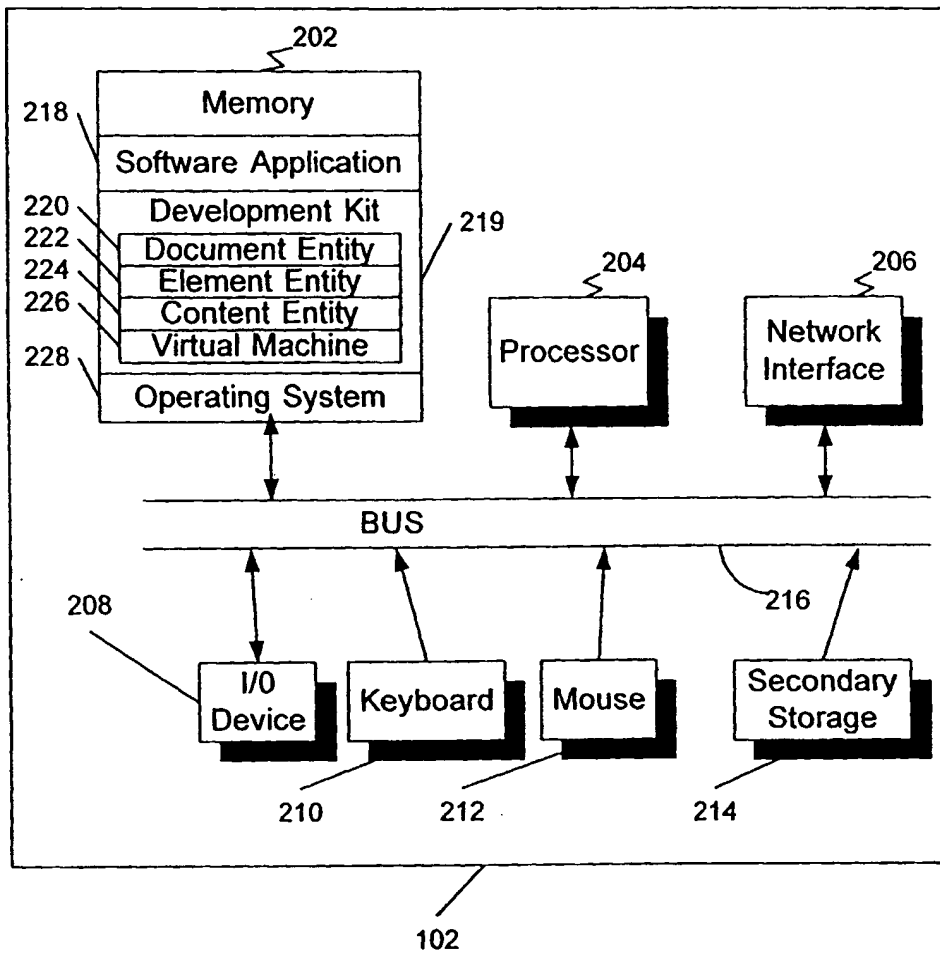 202
Memory
218
Software Application
Development Kit
220
219
Document Entity
222
Element Entity
224
Content Entity
226
Virtual Machine
228
Operating System
204
Processor
206
Network
Interface
BUS
216
208
I/0
Device
Keyboard
Mouse
Secondary
Storage
210
212
214
102